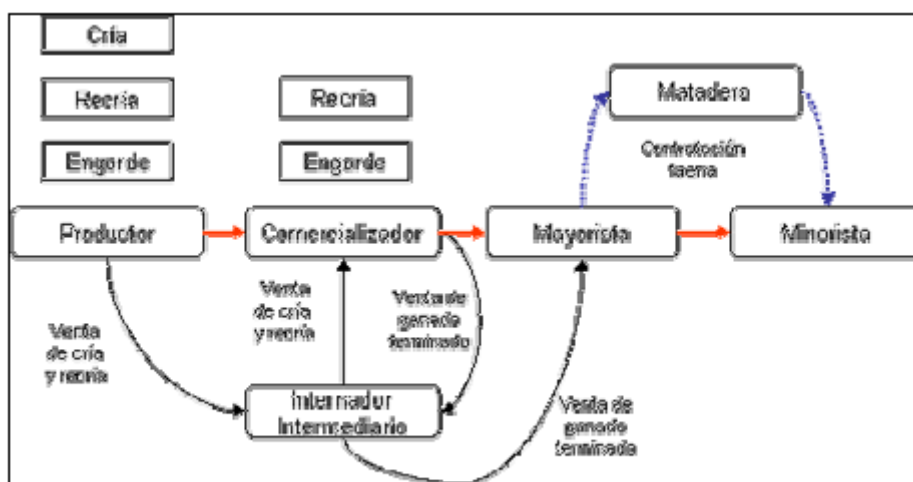 Cría
Recría
Recría
Matadero
Engorde
Engorde
Contratación
faena
Productor
Comercializador
Mayorista
Minorista
Venta
de cría
y recría
Venta
de cría
y recría
Venta de
ganado
terminado
Internador
Intermediario
Venta de
ganado
terminada